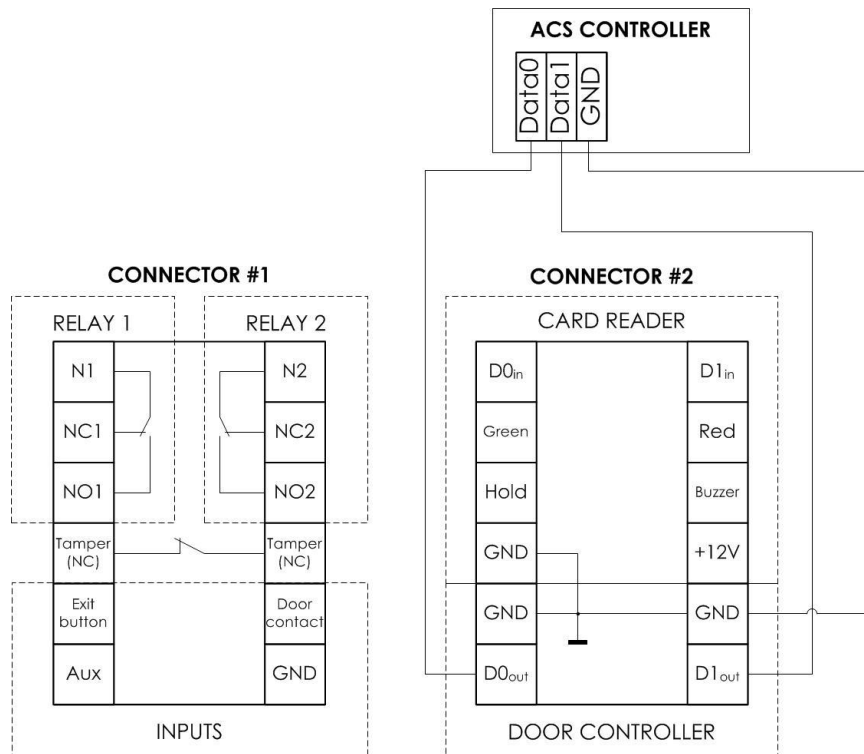 ACS CONTROLLER
Data0
Data1
GND
CONNECTOR #1
RELAY 1
RELAY 2
N1
N2
NC1
NC2
NO1
NO2
Tamper
(NC)
Tamper
(NC)
Exit
button
Door
contact
Aux
GND
INPUTS
CONNECTOR #2
CARD READER
D0in
D1in
Green
Red
Hold
Buzzer
GND
+12V
GND
GND
D0out
D1out
DOOR CONTROLLER